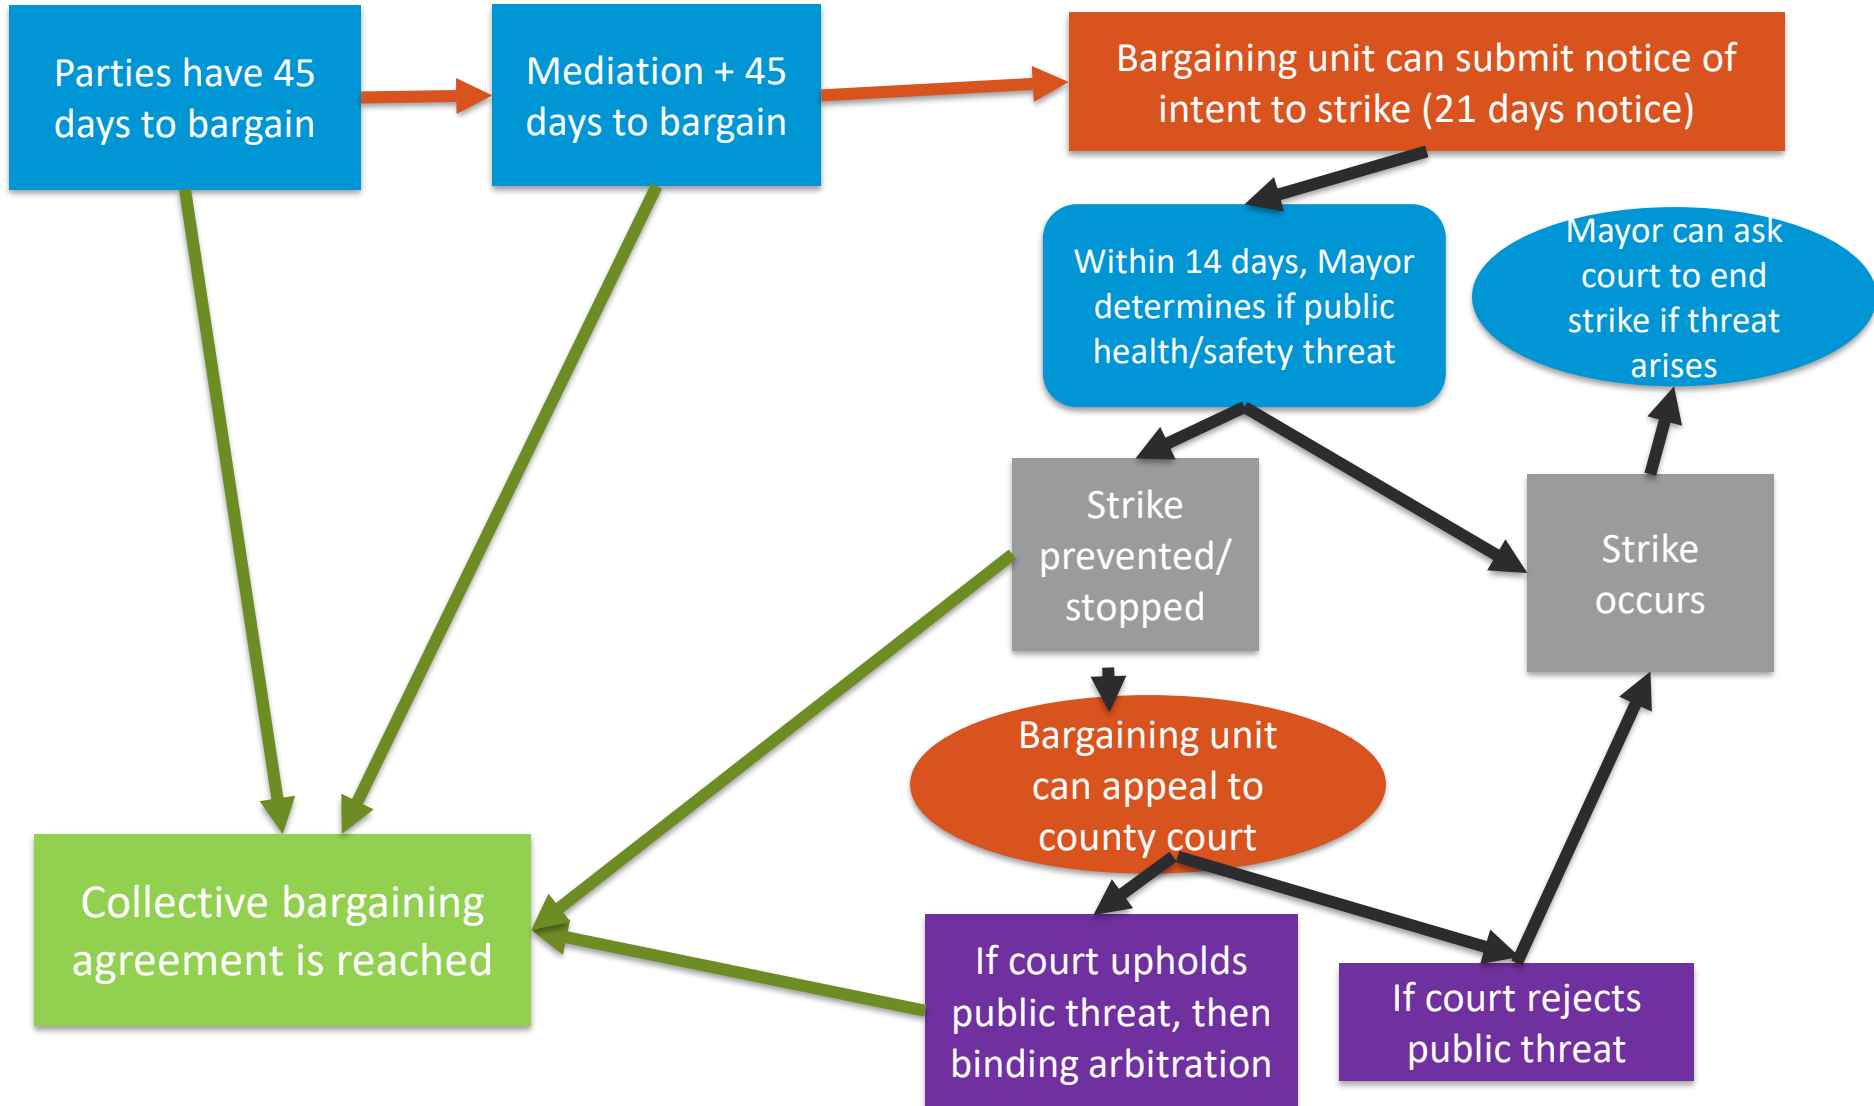 Parties have 45
days to bargain
Mediation + 45
days to bargain
Bargaining unit can submit notice of
intent to strike (21 days notice)
Within 14 days, Mayor
determines if public
health/safety threat
Mayor can ask
court to end
strike if threat
arises
Strike
prevented/
stopped
Strike
occurs
Bargaining unit
can appeal to
county court
Collective bargaining
agreement is reached
If court upholds
public threat, then
binding arbitration
If court rejects
public threat